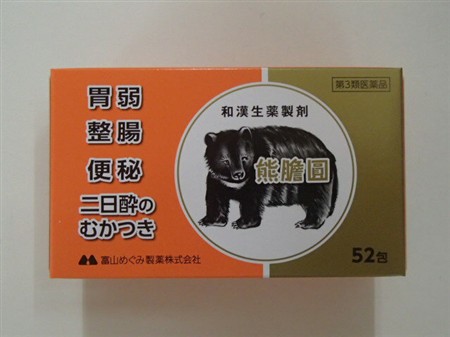 第3類医薬品
胃弱
整腸
便秘
二日酔の
むかつき
和漢生薬製剤
熊膽圓
富山めぐみ製薬株式会社
52包